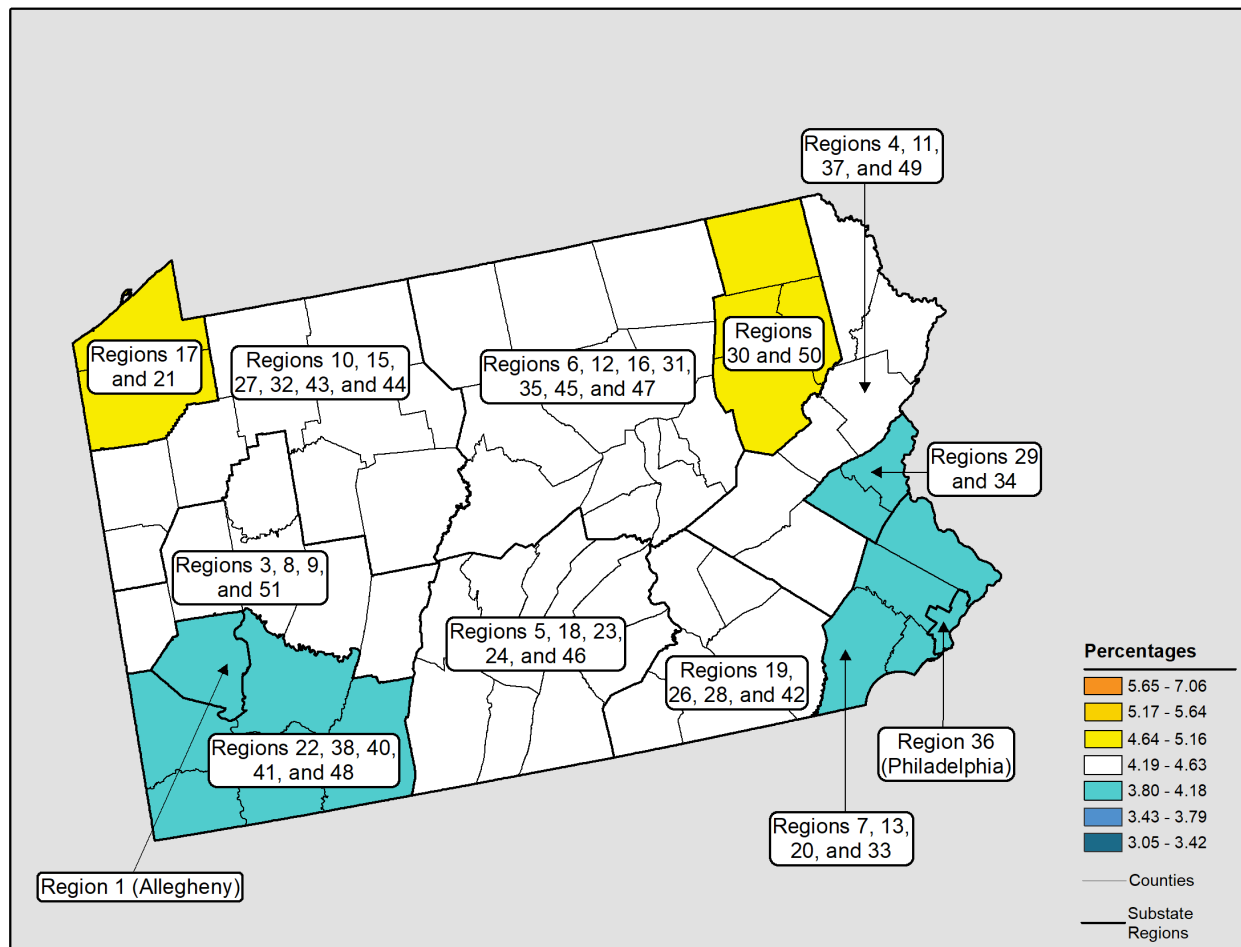 Regions 4, 11,
37, and 49
Regions 17
and 21
Regions 10, 15,
27, 32, 43, and 44
Regions 6, 12, 16, 31,
35, 45, and 47
Regions
30 and 50
Regions 29
and 34
Regions 3, 8, 9,
and 51
Regions 5, 18, 23,
24, and 46
Regions 19,
26, 28, and 42
Regions 22, 38, 40,
41, and 48
Region 36
(Philadelphia)
Regions 7, 13,
20, and 33
Region 1 (Allegheny)
Percentages
5.65 - 7.06
5.17 - 5.64
4.64 - 5.16
4.19 - 4.63
3.80 - 4.18
3.43 - 3.79
3.05 - 3.42
Counties
Substate
Regions